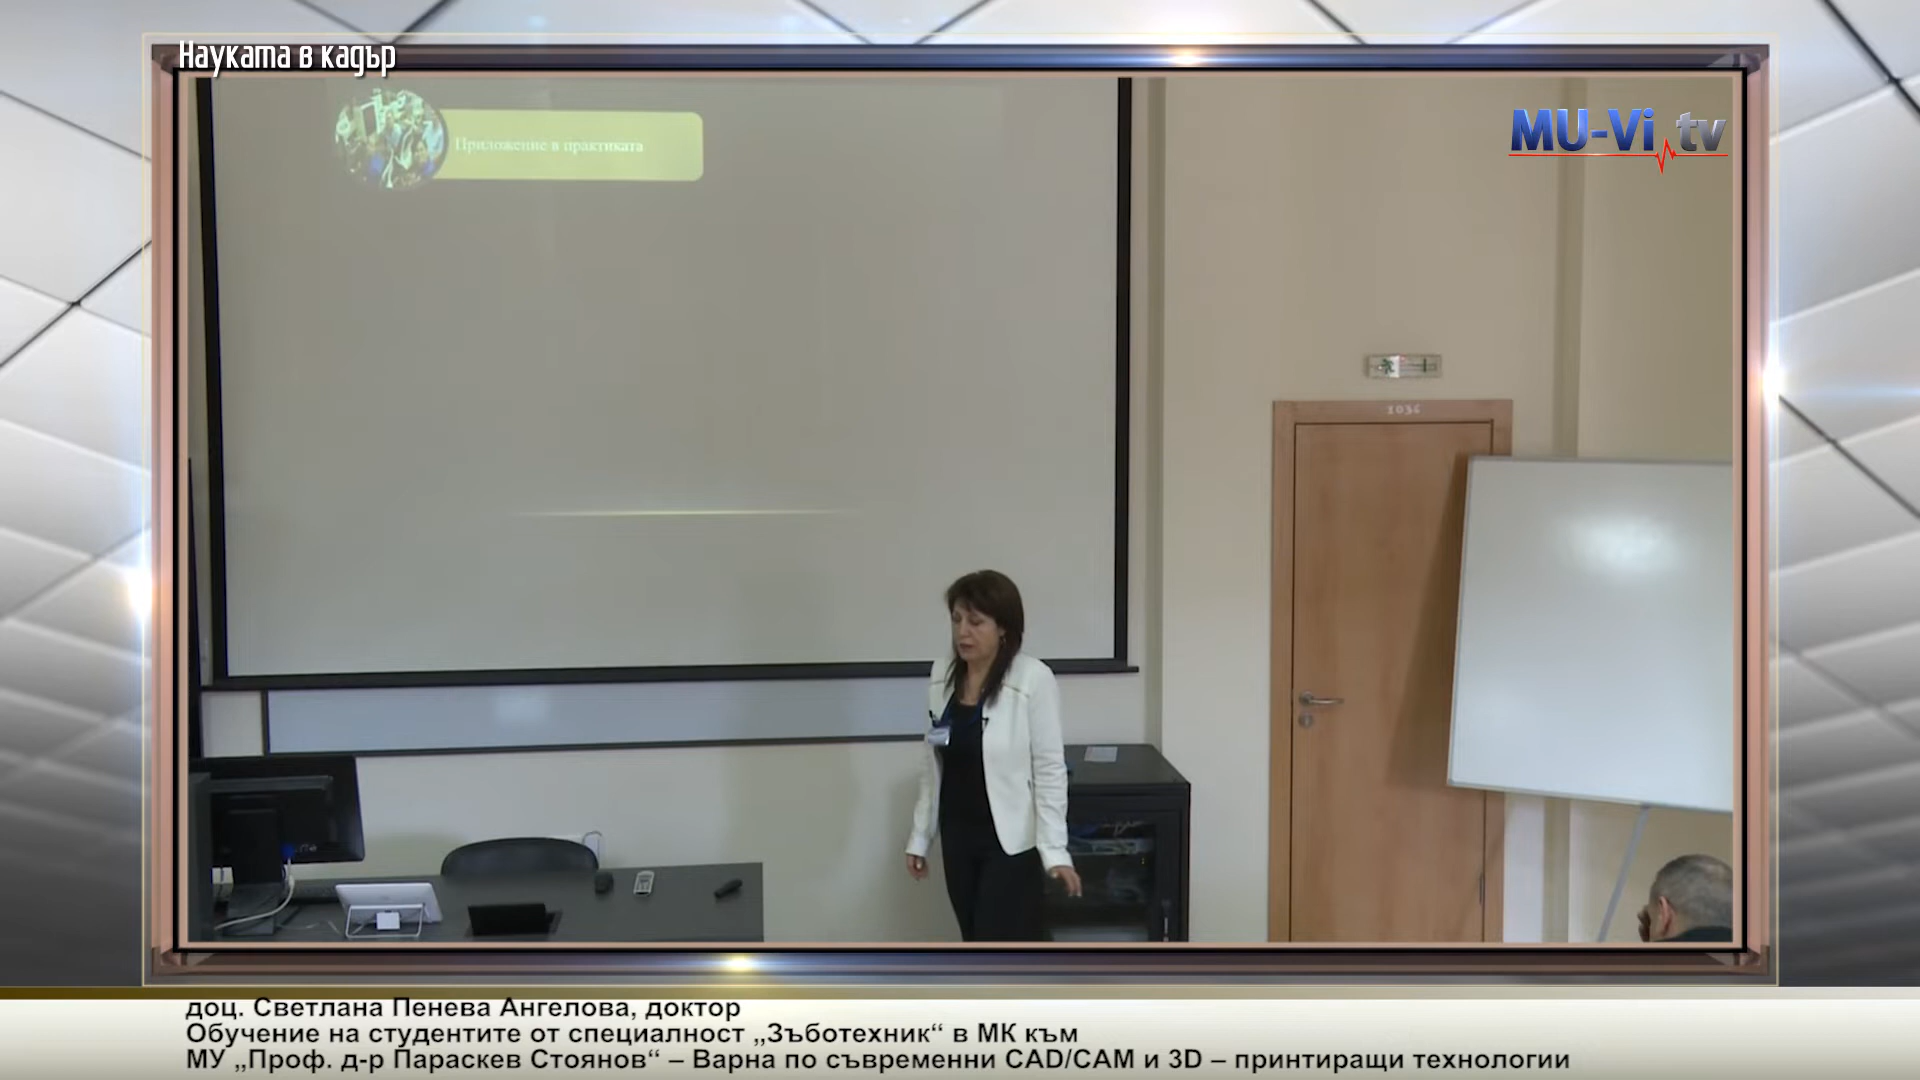 Науката в кадър
MU-Vi.tv
Приложение в практиката
1036
доц. Светлана Пенева Ангелова, доктор
Обучение на студентите от специалност „Зъботехник“ в МК към
МУ „Проф. д-р Параскев Стоянов“ – Варна по съвременни CAD/CAM и 3D – принтиращи технологии